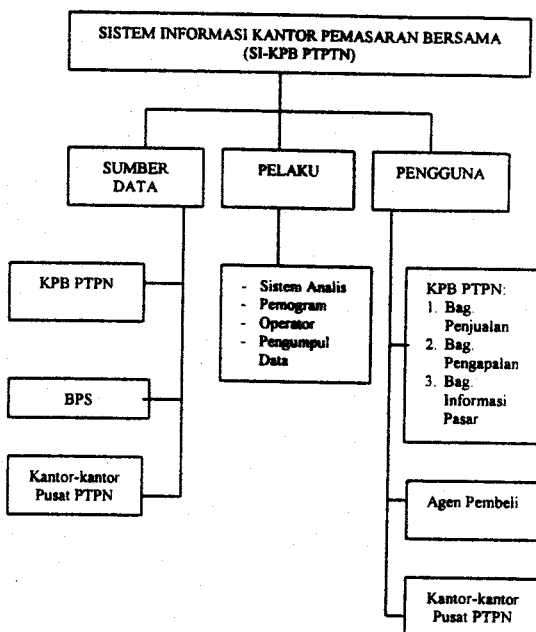 SISTEM INFORMASI KANTOR PEMASARAN BERSAMA
(SI-KPB PTPTN)
SUMBER
DATA
PELAKU
PENGGUNA
KPB PTPN
BPS
Kantor-kantor
Pusat PTPN
- Sistem Analis
- Pemogram
- Operator
- Pengumpul
Data
KPB PTPN:
1. Bag.
Penjualan
2. Bag.
Pengapalan
3. Bag.
Informasi
Pasar
Agen Pembeli
Kantor-kantor
Pusat PTPN